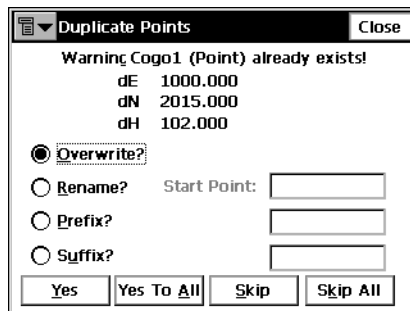 Duplicate Points Close
Warning Cogo1 (Point) already exists!
dE 1000.000
dN 2015.000
dH 102.000
Overwrite?
Rename? Start Point:
Prefix?
Suffix?
Yes Yes To All Skip Skip All